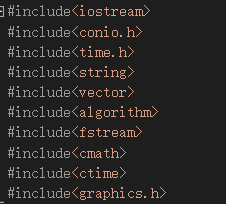 #include<iostream>
#include<conio.h>
#include<time.h>
#include<string>
#include<vector>
#include<algorithm>
#include<fstream>
#include<cmath>
#include<ctime>
#include<graphics.h>